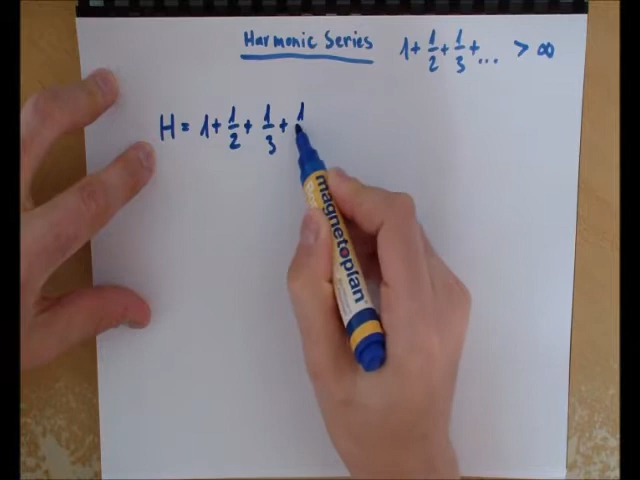 Harmonic Series
1+ 1/2 + 1/3 +... > ∞
H = 1+ 1/2 + 1/3 + 1
magnetoplan